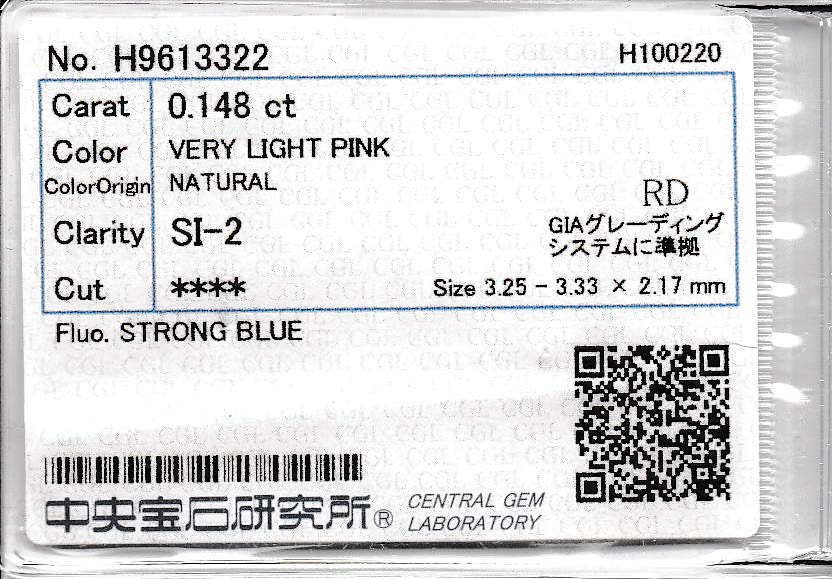 No. H9613322 H100220
Carat 0.148 ct
Color VERY LIGHT PINK
ColorOrigin NATURAL
RD
Clarity SI-2
GIAグレーディング
システムに準拠
Cut ****
Size 3.25 - 3.33 × 2.17 mm
Fluo. STRONG BLUE
中央宝石研究所®
CENTRAL GEM
LABORATORY